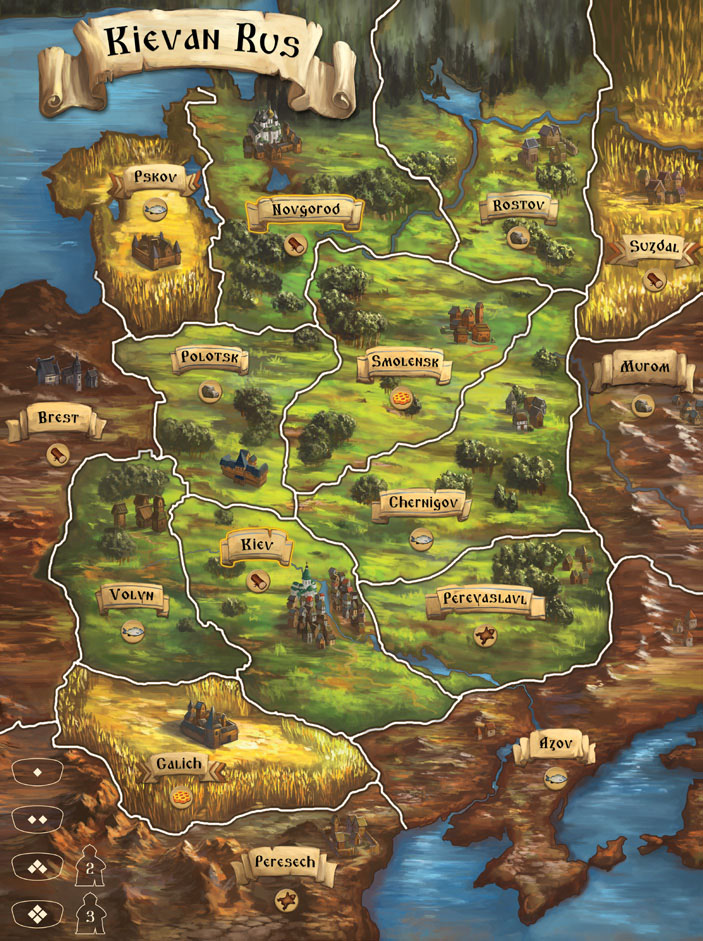 Kievan Rus
Pskov
Novgorod
Rostov
Suzdal
Polotsk
Smolensk
Murom
Brest
Chernigov
Kiev
Volyn
Pereyaslavl
Azov
Galich
Peresech
2
3